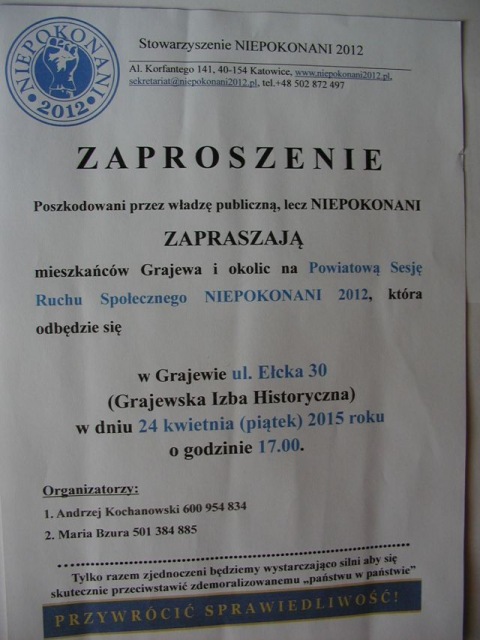 NIEPOKONANI
• 2012 •
Stowarzyszenie NIEPOKONANI 2012
Al. Korfantego 141, 40-154 Katowice, www.niepokonani2012.pl,
sekretariat@niepokonani2012.pl, tel.+48 502 872 497
ZAPROSZENIE
Poszkodowani przez władzę publiczną, lecz NIEPOKONANI
ZAPRASZAJĄ
mieszkańców Grajewa i okolic na Powiatową Sesję
Ruchu Społecznego NIEPOKONANI 2012, która
odbędzie się
w Grajewie ul. Ełcka 30
(Grajewska Izba Historyczna)
w dniu 24 kwietnia (piątek) 2015 roku
o godzinie 17.00.
Organizatorzy:
1. Andrzej Kochanowski 600 954 834
2. Maria Bzura 501 384 885
Tylko razem zjednoczeni będziemy wystarczająco silni aby się
skutecznie przeciwstawić zdemoralizowanemu „państwu w państwie”
PRZYWRÓCIĆ SPRAWIEDLIWOŚĆ!